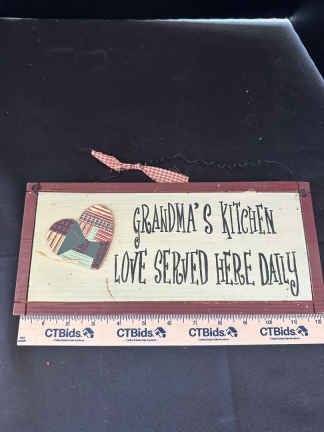 GRANDMA'S KITCHEN
LOVE SERVED HERE DAILY
CTBids. CTBids. CTBids. CTBids.